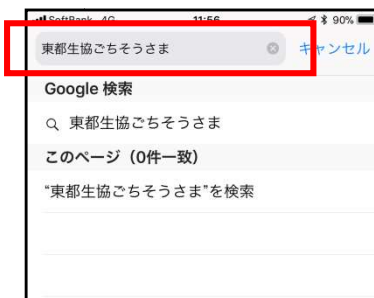 SoftBank 4G 11:56 90%
東都生協ごちそうさま キャンセル
Google 検索
東都生協ごちそうさま
このページ（0件一致）
“東都生協ごちそうさま”を検索